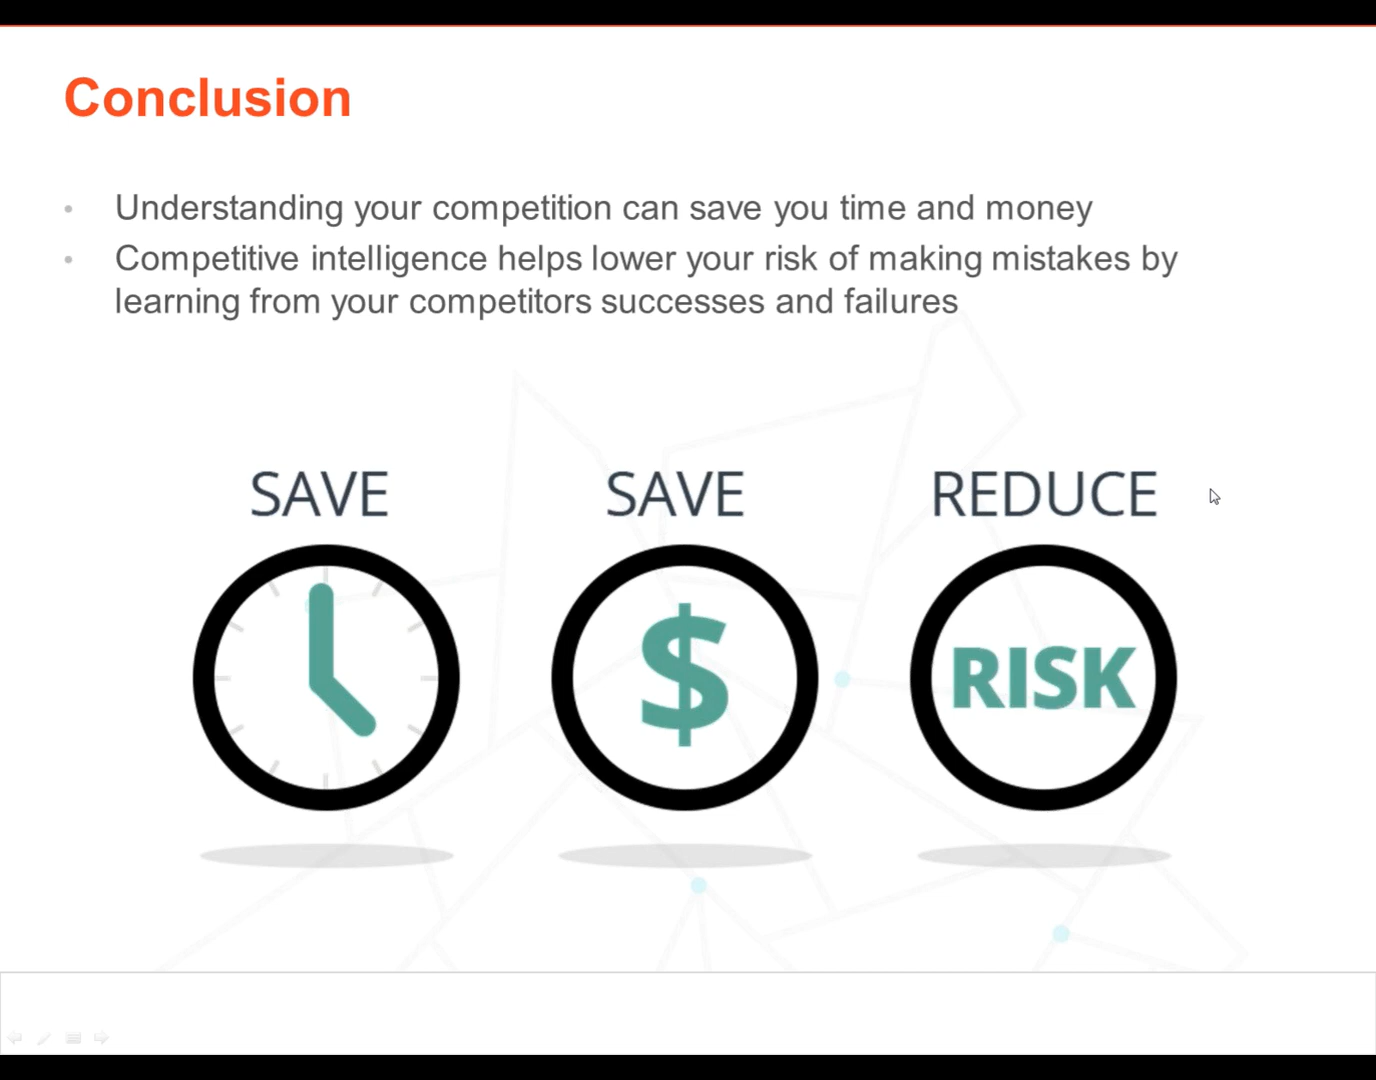 Conclusion
• Understanding your competition can save you time and money
• Competitive intelligence helps lower your risk of making mistakes by
learning from your competitors successes and failures
SAVE
SAVE
REDUCE
$
RISK